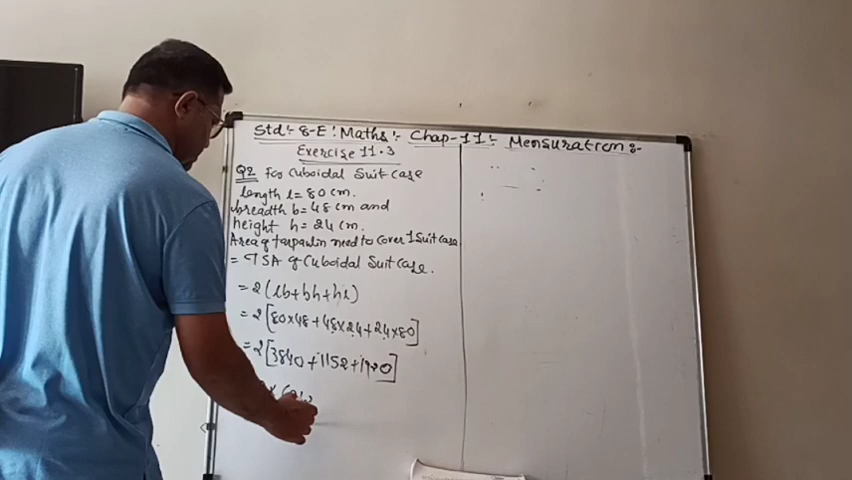 Std:- 8-E : Maths:- Chap-11:- Mensuration:-
Exercise 11.3
Q2 For Cuboidal Suit case
length l = 80 cm.
breadth b = 48 cm and
height h = 24 cm.
Area of tarpaulin need to cover 1 Suit case
= TSA of Cuboidal Suit Case.
= 2 (lb+bh+hl)
= 2 [80×48 + 48×24 + 24×80]
= 2 [3840 + 1152 + 1920]